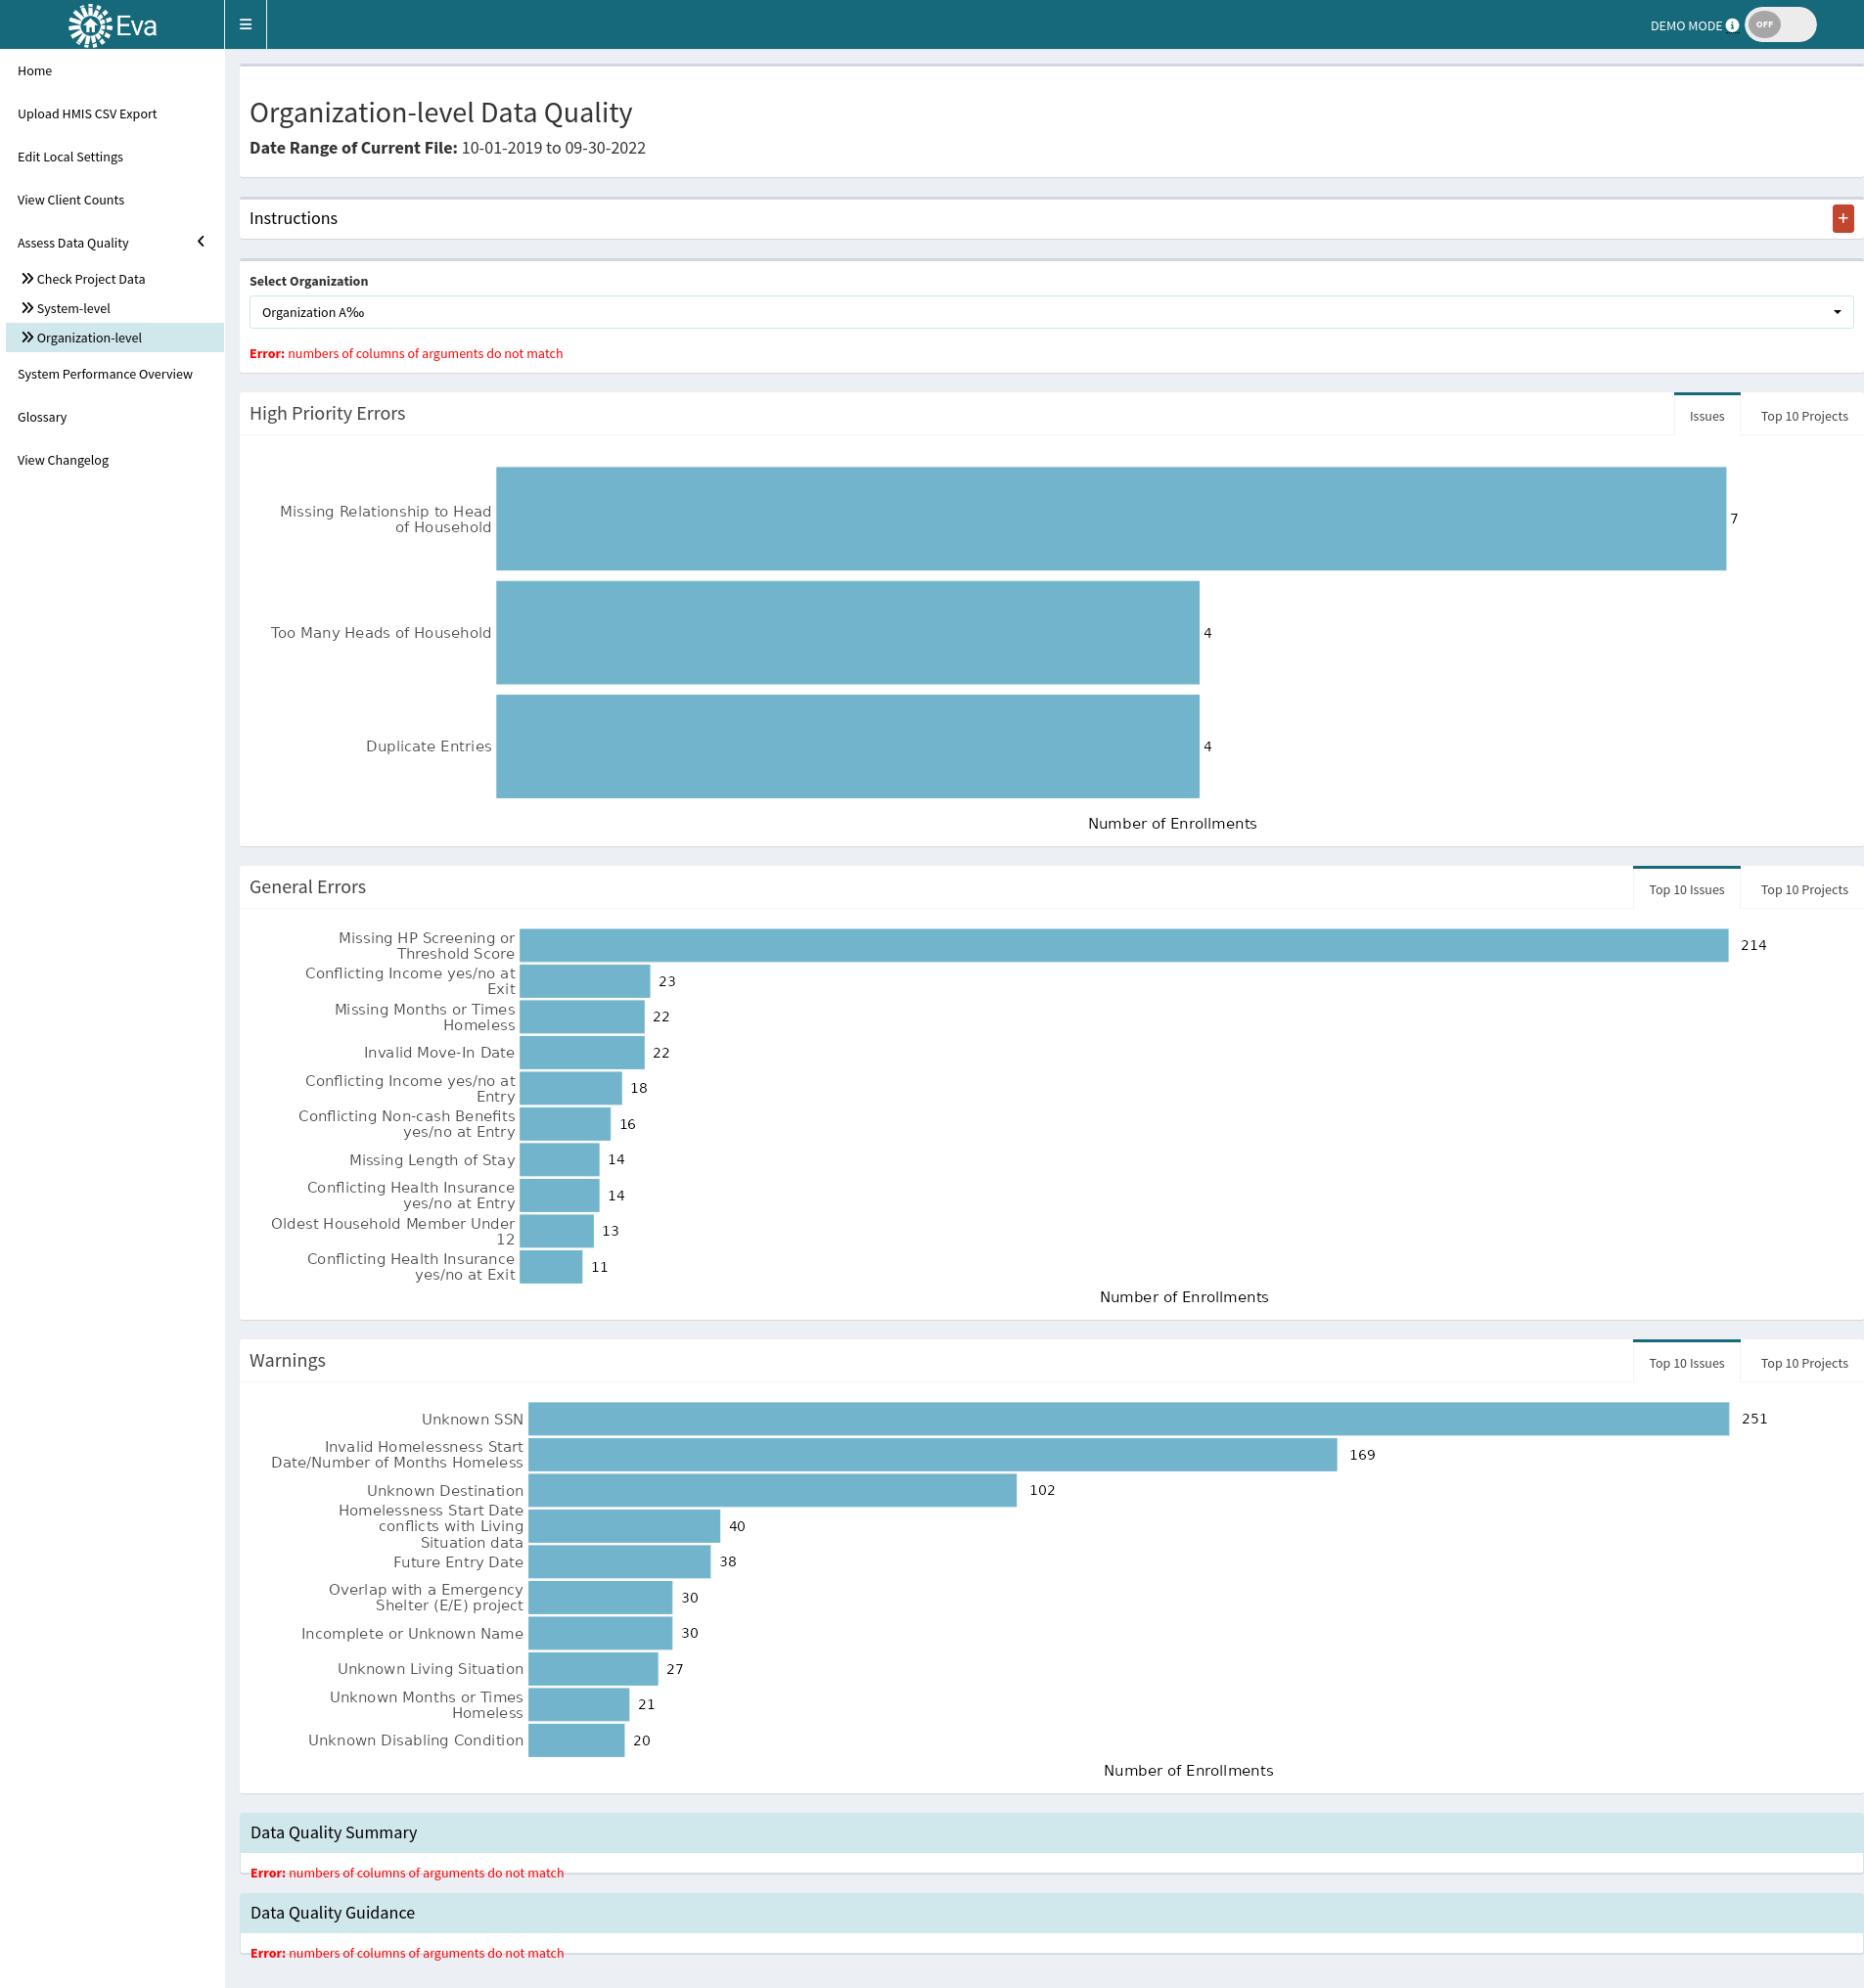 Eva
DEMO MODE
OFF
Home
Upload HMIS CSV Export
Edit Local Settings
View Client Counts
Assess Data Quality
Check Project Data
System-level
Organization-level
System Performance Overview
Glossary
View Changelog
Organization-level Data Quality
Date Range of Current File: 10-01-2019 to 09-30-2022
Instructions
+
Select Organization
Organization A‰
Error: numbers of columns of arguments do not match
High Priority Errors
Issues
Top 10 Projects
Missing Relationship to Head
of Household
7
Too Many Heads of Household
4
Duplicate Entries
4
Number of Enrollments
General Errors
Top 10 Issues
Top 10 Projects
Missing HP Screening or
Threshold Score
214
Conflicting Income yes/no at
Exit
23
Missing Months or Times
Homeless
22
Invalid Move-In Date
22
Conflicting Income yes/no at
Entry
18
Conflicting Non-cash Benefits
yes/no at Entry
16
Missing Length of Stay
14
Conflicting Health Insurance
yes/no at Entry
14
Oldest Household Member Under
12
13
Conflicting Health Insurance
yes/no at Exit
11
Number of Enrollments
Warnings
Top 10 Issues
Top 10 Projects
Unknown SSN
251
Invalid Homelessness Start
Date/Number of Months Homeless
169
Unknown Destination
102
Homelessness Start Date
conflicts with Living
Situation data
40
Future Entry Date
38
Overlap with a Emergency
Shelter (E/E) project
30
Incomplete or Unknown Name
30
Unknown Living Situation
27
Unknown Months or Times
Homeless
21
Unknown Disabling Condition
20
Number of Enrollments
Data Quality Summary
Error: numbers of columns of arguments do not match
Data Quality Guidance
Error: numbers of columns of arguments do not match